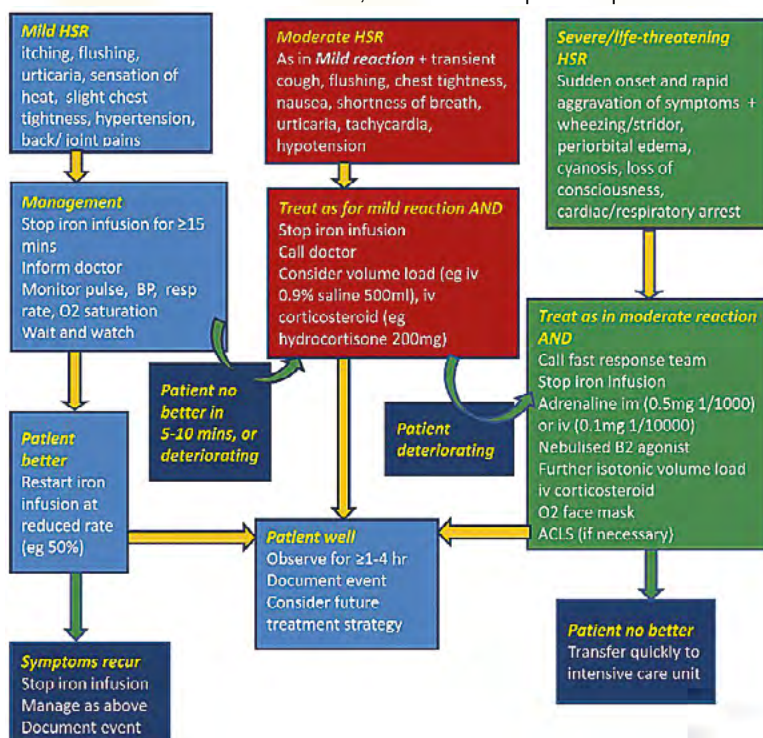 Mild HSR
itching, flushing,
urticaria, sensation of
heat, slight chest
tightness, hypertension,
back/ joint pains
Moderate HSR
As in Mild reaction + transient
cough, flushing, chest tightness,
nausea, shortness of breath,
urticaria, tachycardia,
hypotension
Severe/life-threatening
HSR
Sudden onset and rapid
aggravation of symptoms +
wheezing/stridor,
periorbital edema,
cyanosis, loss of
consciousness,
cardiac/respiratory arrest
Management
Stop iron infusion for ≥15
mins
Inform doctor
Monitor pulse, BP, resp
rate, O2 saturation
Wait and watch
Treat as for mild reaction AND
Stop iron infusion
Call doctor
Consider volume load (eg iv
0.9% saline 500ml), iv
corticosteroid (eg
hydrocortisone 200mg)
Treat as in moderate reaction
AND
Call fast response team
Stop iron Infusion
Adrenaline im (0.5mg 1/1000)
or iv (0.1mg 1/10000)
Nebulised B2 agonist
Further isotonic volume load
iv corticosteroid
O2 face mask
ACLS (if necessary)
Patient no
better in
5-10 mins, or
deteriorating
Patient
deteriorating
Patient
better
Restart iron
infusion at
reduced rate
(eg 50%)
Patient well
Observe for ≥1-4 hr
Document event
Consider future
treatment strategy
Patient no better
Transfer quickly to
intensive care unit
Symptoms recur
Stop iron infusion
Manage as above
Document event